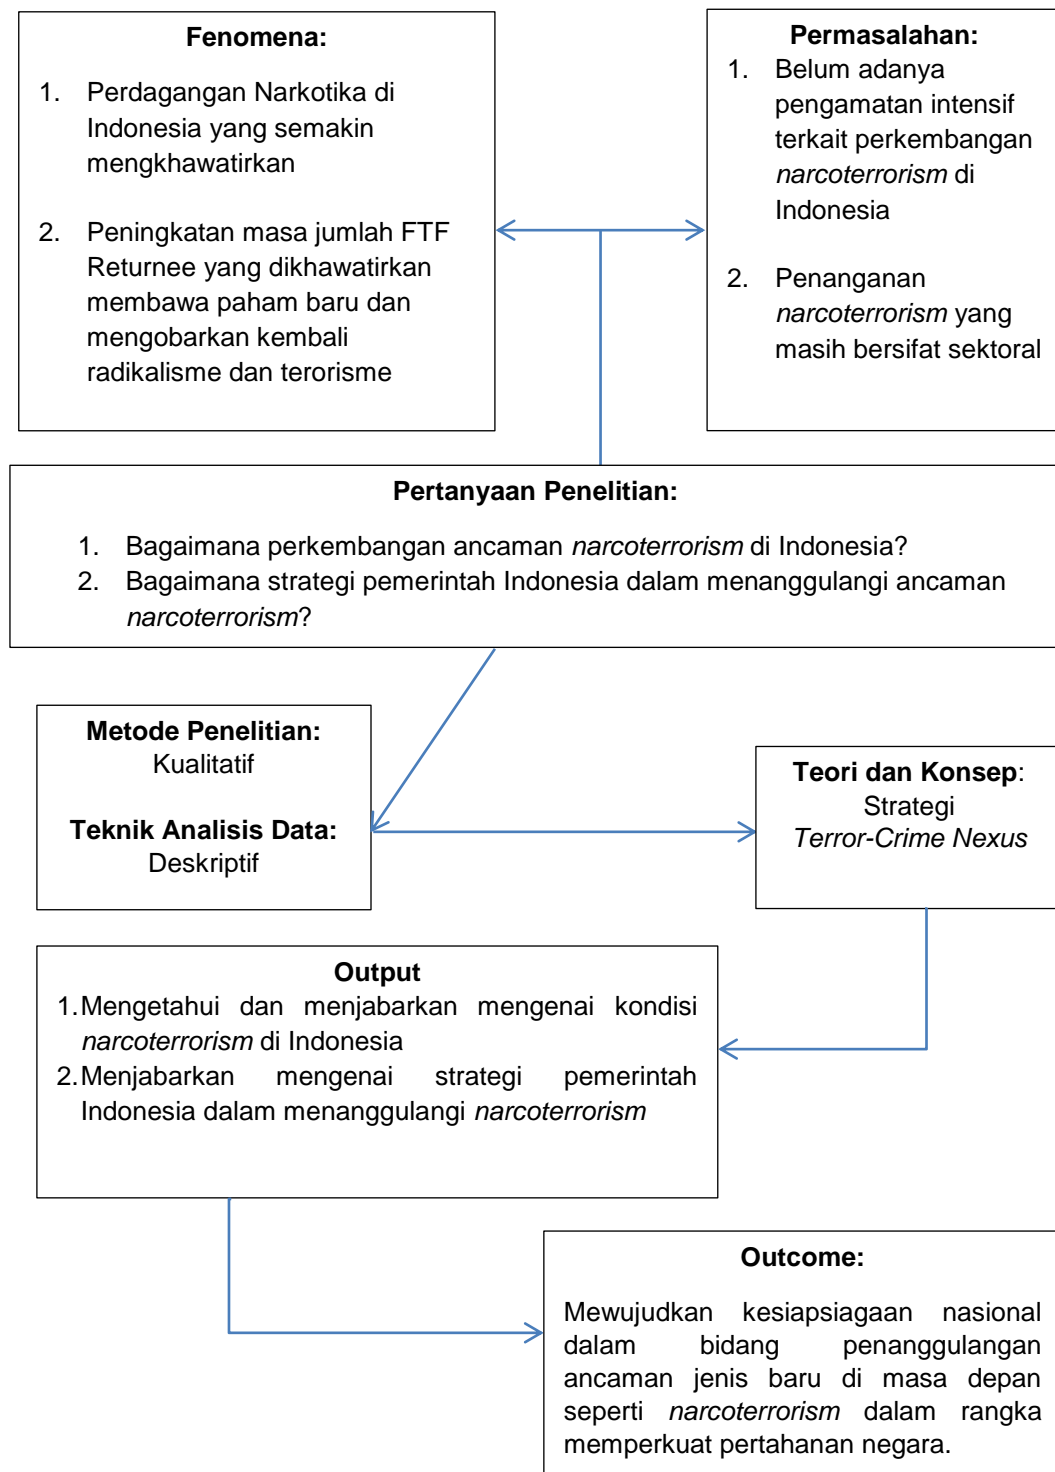 Fenomena:
1. Perdagangan Narkotika di
Indonesia yang semakin
mengkhawatirkan
2. Peningkatan masa jumlah FTF
Returnee yang dikhawatirkan
membawa paham baru dan
mengobarkan kembali
radikalisme dan terorisme
Permasalahan:
1. Belum adanya
pengamatan intensif
terkait perkembangan
narcoterrorism di
Indonesia
2. Penanganan
narcoterrorism yang
masih bersifat sektoral
Pertanyaan Penelitian:
1. Bagaimana perkembangan ancaman narcoterrorism di Indonesia?
2. Bagaimana strategi pemerintah Indonesia dalam menanggulangi ancaman
narcoterrorism?
Metode Penelitian:
Kualitatif
Teknik Analisis Data:
Deskriptif
Teori dan Konsep:
Strategi
Terror-Crime Nexus
Output
1. Mengetahui dan menjabarkan mengenai kondisi
narcoterrorism di Indonesia
2. Menjabarkan mengenai strategi pemerintah
Indonesia dalam menanggulangi narcoterrorism
Outcome:
Mewujudkan kesiapsiagaan nasional
dalam bidang penanggulangan
ancaman jenis baru di masa depan
seperti narcoterrorism dalam rangka
memperkuat pertahanan negara.